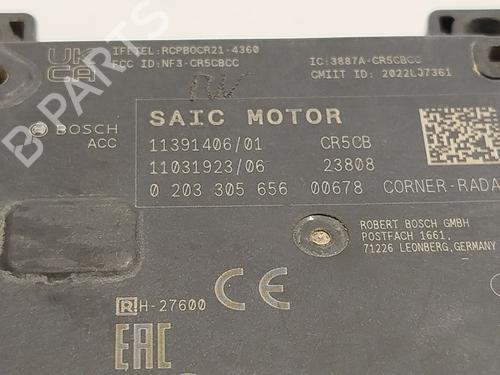 UK
CA
IFETEL: RCPBOCR21-4360
FCC ID: NF3-CR5CBCC
IC: 3887A-CR5CBCC
CMIIT ID: 2022LJ7361
BOSCH
ACC
SAIC MOTOR
11391406/01 CR5CB
11031923/06 23808
0 203 305 656 00678 CORNER-RADA
ROBERT BOSCH GMBH
POSTFACH 1661,
71226 LEONBERG, GERMANY
R H-27600
CE
EAC
B-PARTS